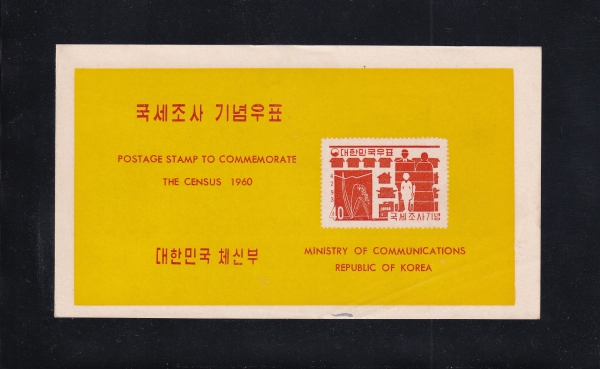 국세조사 기념우표
POSTAGE STAMP TO COMMEMORATE
THE CENSUS 1960
대한민국우표
4293
40
국세조사기념
대한민국 체신부
MINISTRY OF COMMUNICATIONS
REPUBLIC OF KOREA